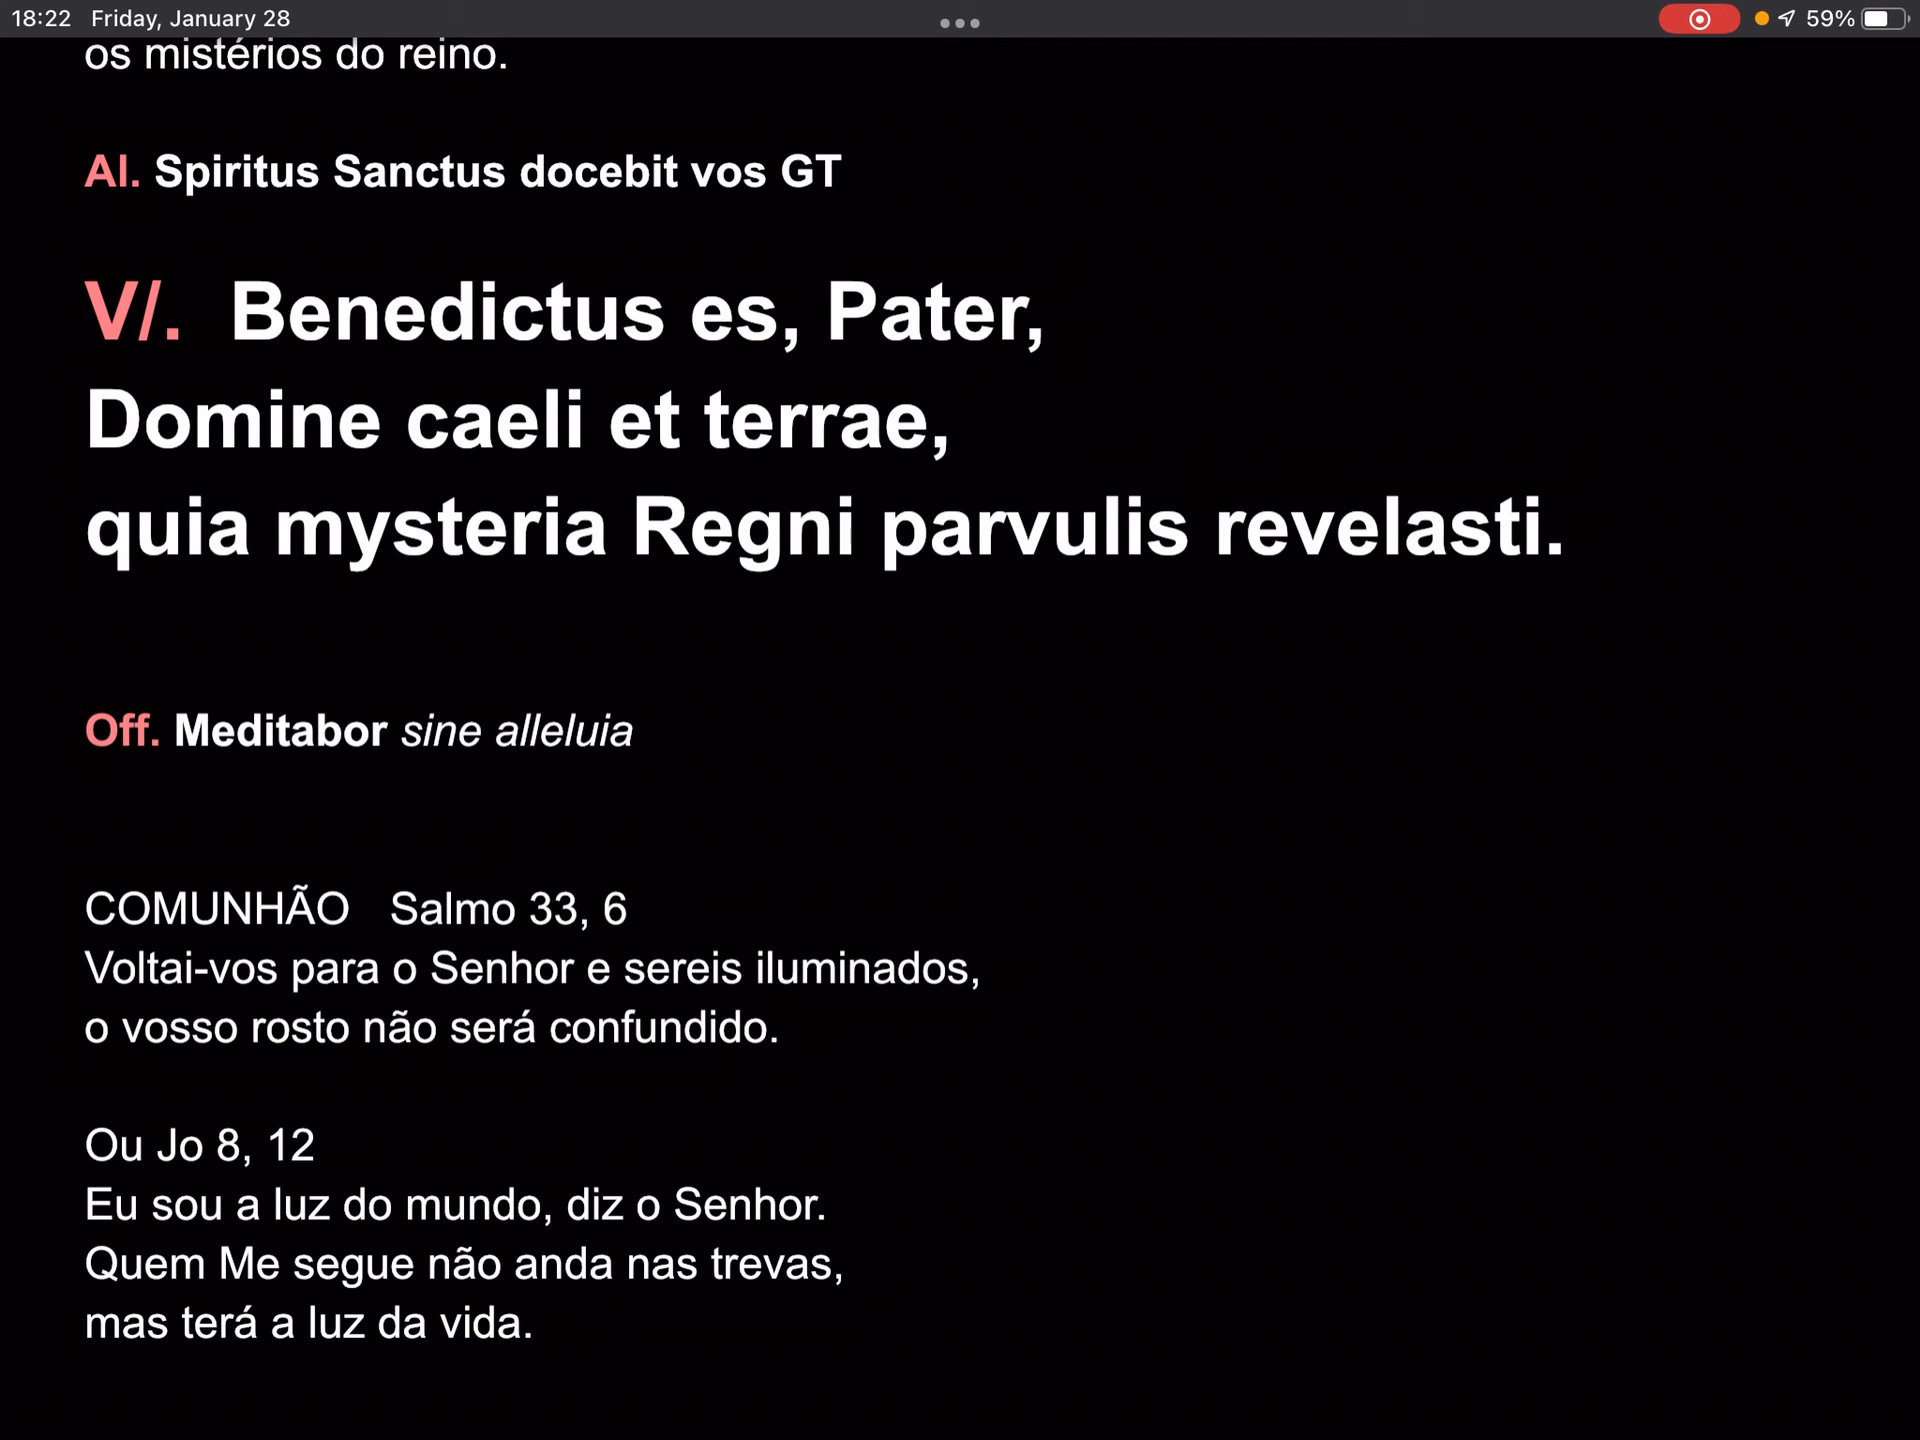 18:22 Friday, January 28
59%
os mistérios do reino.
Al. Spiritus Sanctus docebit vos GT
V/. Benedictus es, Pater,
Domine caeli et terrae,
quia mysteria Regni parvulis revelasti.
Off. Meditabor sine alleluia
COMUNHÃO Salmo 33, 6
Voltai-vos para o Senhor e sereis iluminados,
o vosso rosto não será confundido.
Ou Jo 8, 12
Eu sou a luz do mundo, diz o Senhor.
Quem Me segue não anda nas trevas,
mas terá a luz da vida.